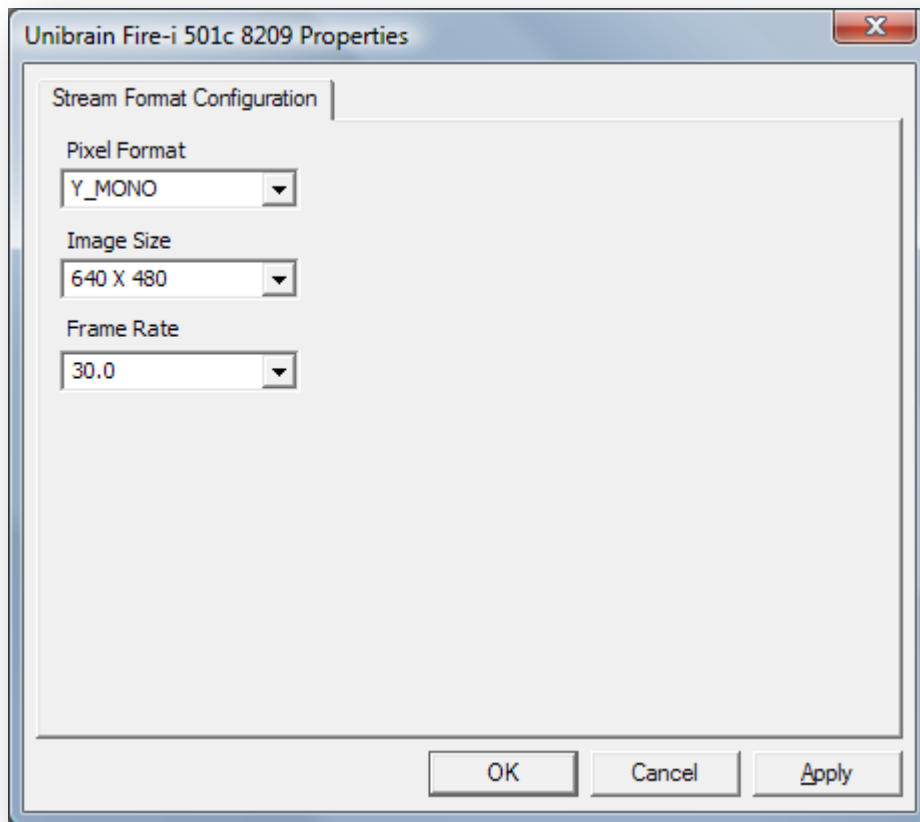 Unibrain Fire-i 501c 8209 Properties
Stream Format Configuration
Pixel Format
Y_MONO
Image Size
640 X 480
Frame Rate
30.0
OK Cancel Apply